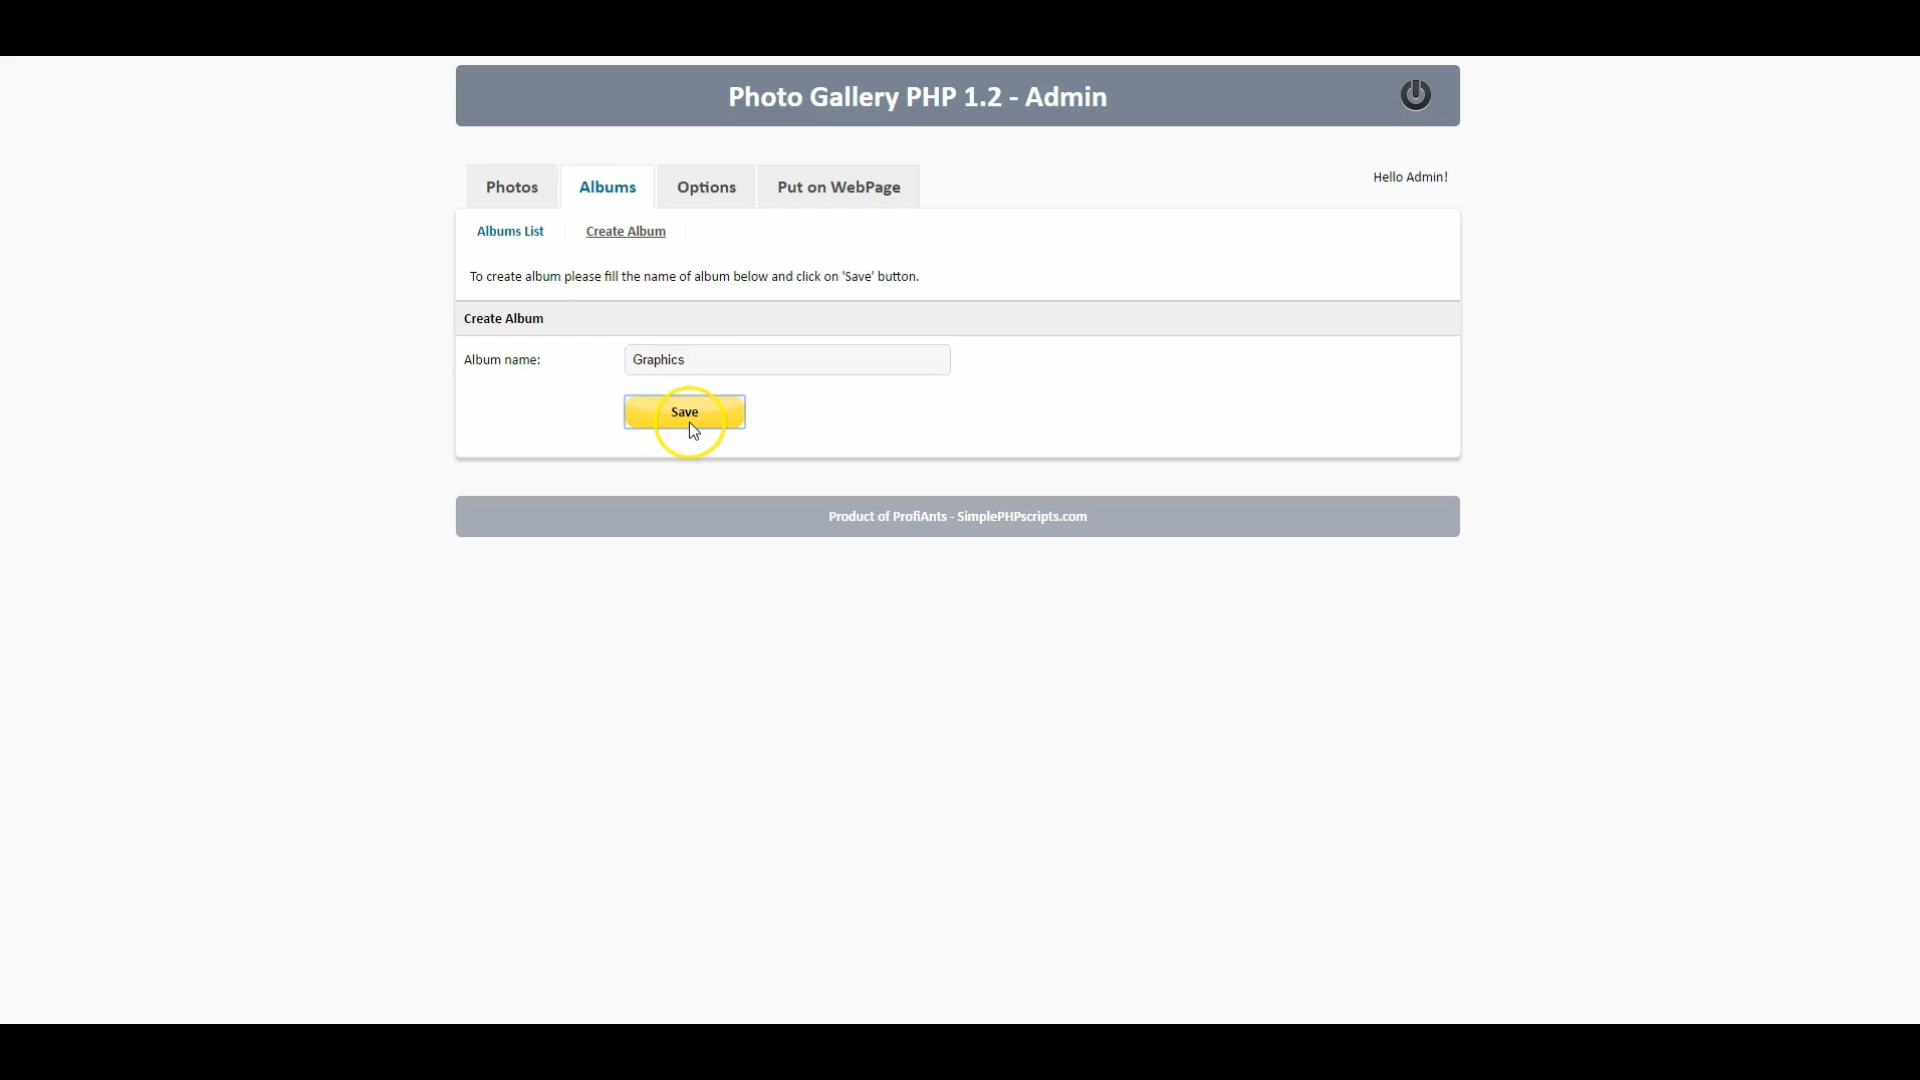 Photo Gallery PHP 1.2 - Admin
Photos Albums Options Put on WebPage Hello Admin!
Albums List Create Album
To create album please fill the name of album below and click on 'Save' button.
Create Album
Album name: Graphics
Save
Product of ProfiAnts - SimplePHPscripts.com